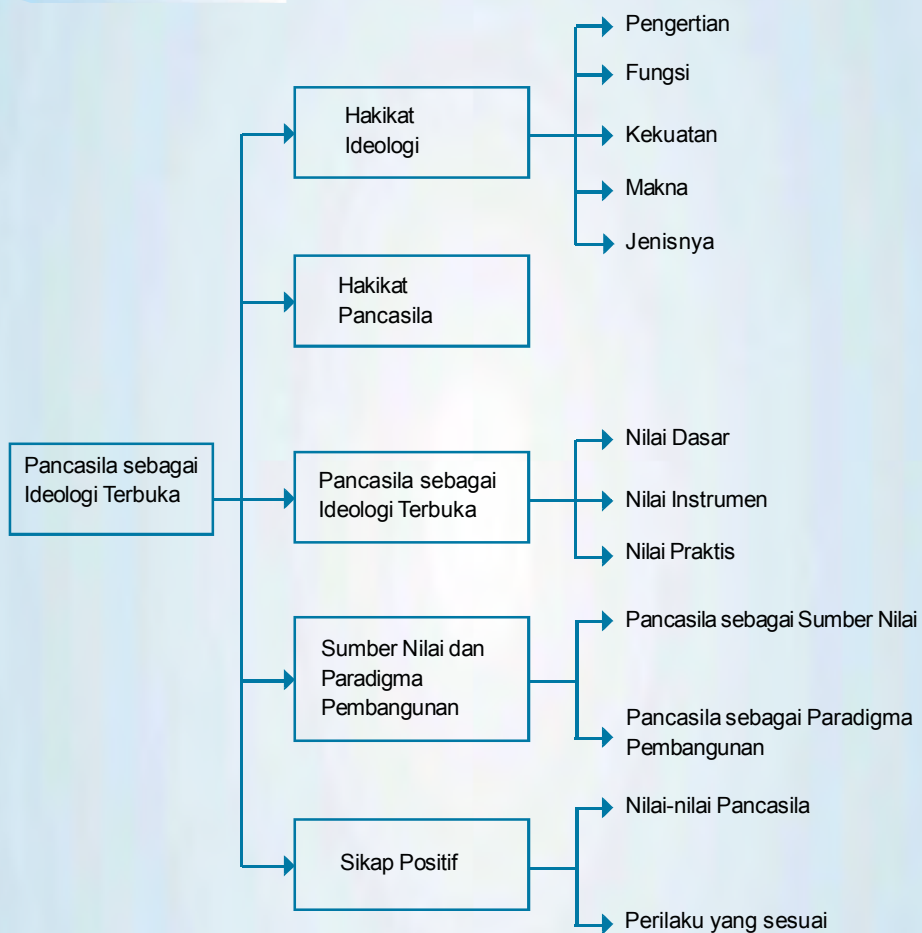 Pancasila sebagai
Ideologi Terbuka
Hakikat
Ideologi
Pengertian
Fungsi
Kekuatan
Makna
Jenisnya
Hakikat
Pancasila
Pancasila sebagai
Ideologi Terbuka
Nilai Dasar
Nilai Instrumen
Nilai Praktis
Sumber Nilai dan
Paradigma
Pembangunan
Pancasila sebagai Sumber Nilai
Pancasila sebagai Paradigma
Pembangunan
Sikap Positif
Nilai-nilai Pancasila
Perilaku yang sesuai